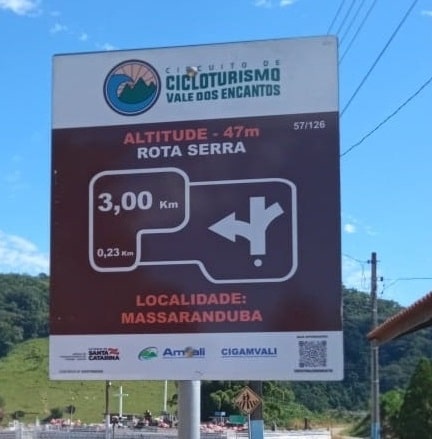 CIRCUITO DE
CICLOTURISMO
VALE DOS ENCANTOS
57/126
ALTITUDE - 47m
ROTA SERRA
3,00 Km
0,23 Km
LOCALIDADE:
MASSARANDUBA
SANTA
CATARINA
Amvali
CIGAMVALI